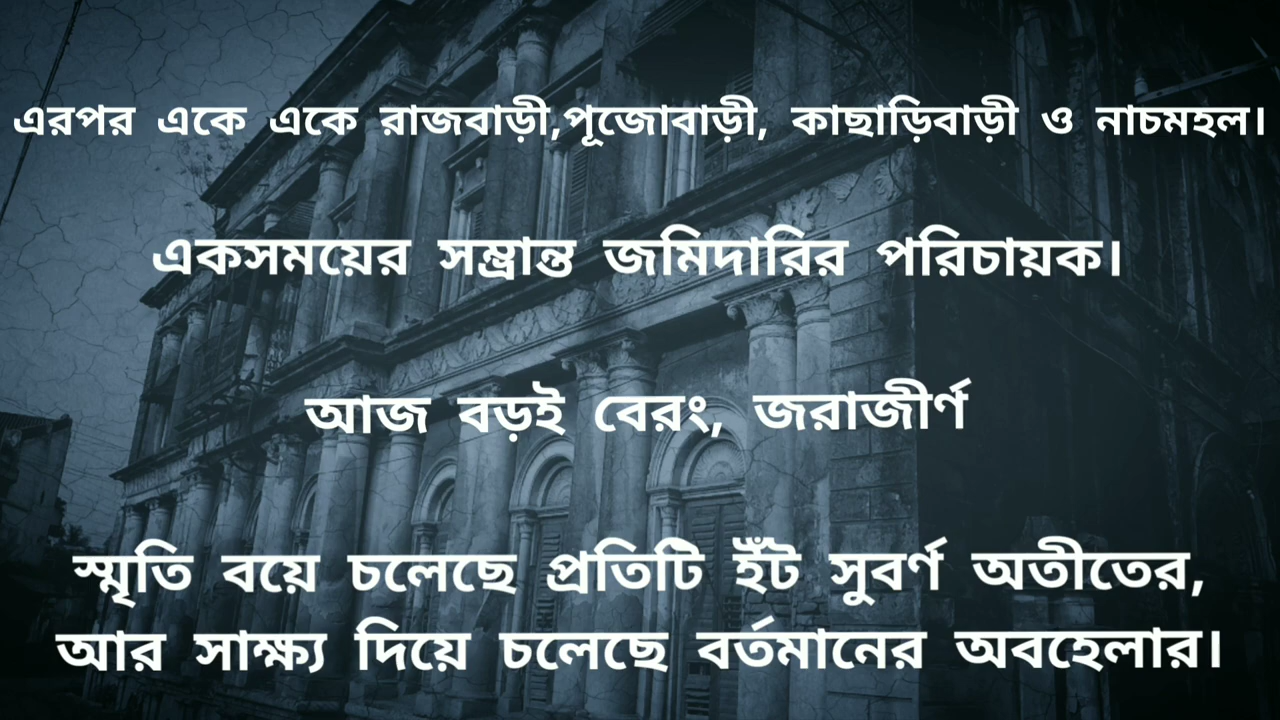 এরপর একে একে রাজবাড়ী,পূজোবাড়ী, কাছাড়িবাড়ী ও নাচমহল।
একসময়ের সম্ভ্রান্ত জমিদারির পরিচায়ক।
আজ বড়ই বেরং, জরাজীর্ণ
স্মৃতি বয়ে চলেছে প্রতিটি ইঁট সুবর্ণ অতীতের,
আর সাক্ষ্য দিয়ে চলেছে বর্তমানের অবহেলার।